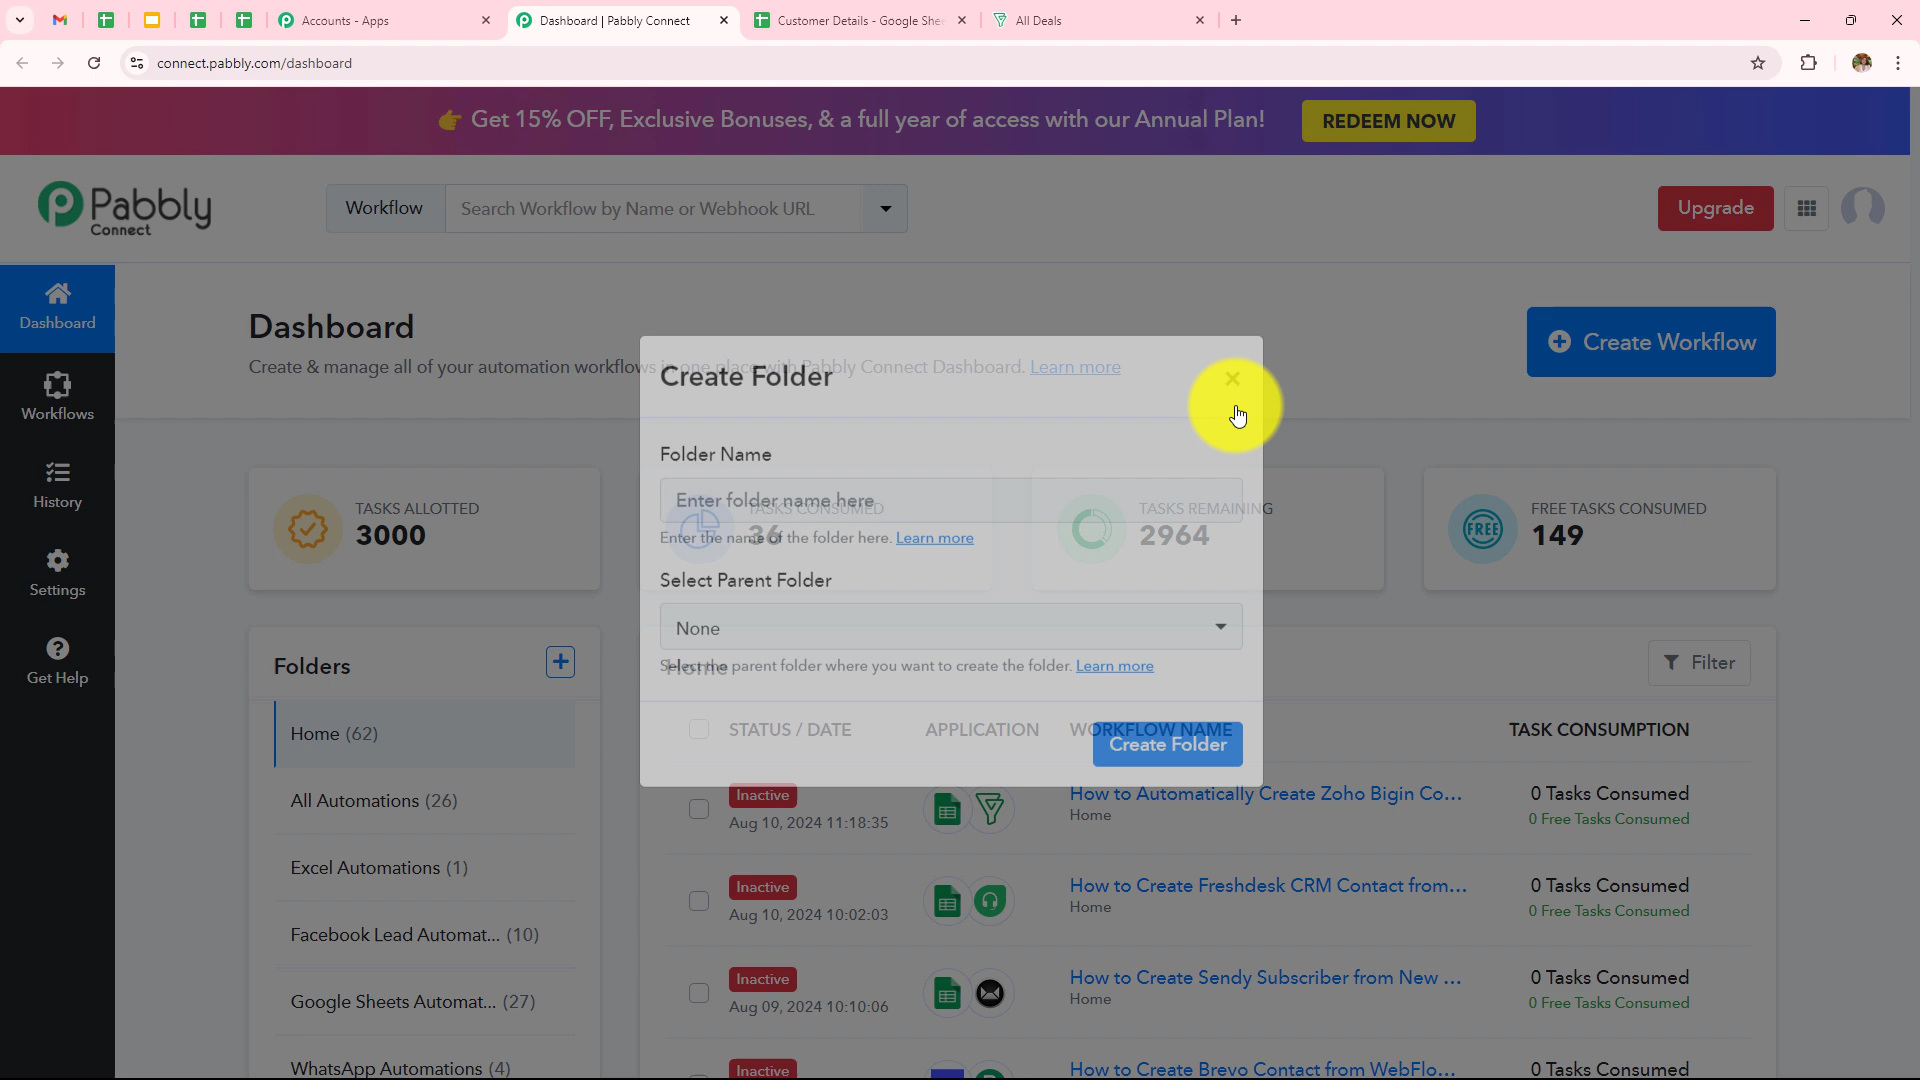 Accounts - Apps
Dashboard | Pabbly Connect
Customer Details - Google She
All Deals
connect.pabbly.com/dashboard
👉 Get 15% OFF, Exclusive Bonuses, & a full year of access with our Annual Plan!
REDEEM NOW
Pabbly
Connect
Workflow
Search Workflow by Name or Webhook URL
Upgrade
Dashboard
Workflows
History
Settings
Get Help
Dashboard
Create & manage all of your automation workflows in one place with Pabbly Connect Dashboard. Learn more
Create Workflow
Create Folder
Folder Name
Enter folder name here
Enter the name of the folder here. Learn more
Select Parent Folder
None
Select the parent folder where you want to create the folder. Learn more
Create Folder
TASKS ALLOTTED
3000
TASKS CONSUMED
36
TASKS REMAINING
2964
FREE TASKS CONSUMED
149
FREE
Folders
Home (62)
All Automations (26)
Excel Automations (1)
Facebook Lead Automat... (10)
Google Sheets Automat... (27)
WhatsApp Automations (4)
Home
Filter
STATUS / DATE
APPLICATION
WORKFLOW NAME
TASK CONSUMPTION
Inactive
Aug 10, 2024 11:18:35
How to Automatically Create Zoho Bigin Co...
Home
0 Tasks Consumed
0 Free Tasks Consumed
Inactive
Aug 10, 2024 10:02:03
How to Create Freshdesk CRM Contact from...
Home
0 Tasks Consumed
0 Free Tasks Consumed
Inactive
Aug 09, 2024 10:10:06
How to Create Sendy Subscriber from New ...
Home
0 Tasks Consumed
0 Free Tasks Consumed
Inactive
How to Create Brevo Contact from WebFlo...
0 Tasks Consumed